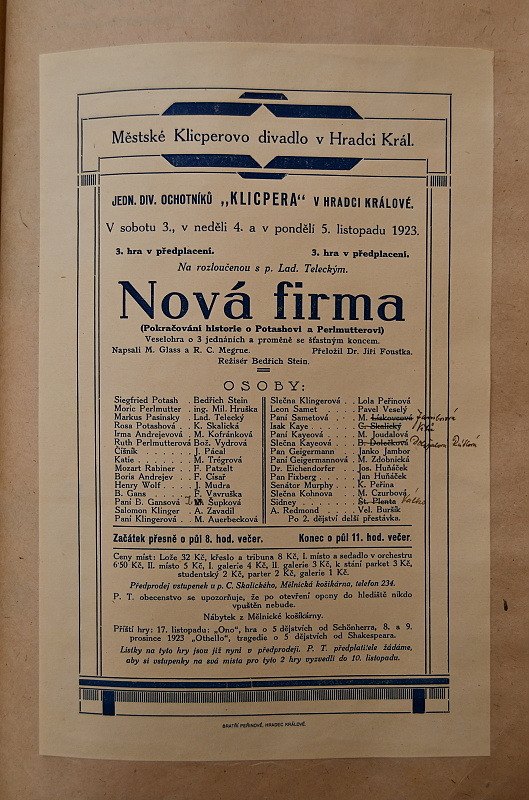 Městské Klicperovo divadlo v Hradci Král.
JEDN. DIV. OCHOTNÍKŮ „KLICPERA“ V HRADCI KRÁLOVÉ.
V sobotu 3., v neděli 4. a v pondělí 5. listopadu 1923.
3. hra v předplacení. 3. hra v předplacení.
Na rozloučenou s p. Lad. Teleckým.
Nová firma
(Pokračování historie o Potashovi a Perlmutterovi)
Veselohra o 3 jednáních a proměně se šťastným koncem.
Napsali M. Glass a R. C. Megrue. Přeložil Dr. Jiří Foustka.
Režisér Bedřich Stein.
OSOBY:
Siegfried Potash . Bedřich Stein
Moric Perlmutter . ing. Mil. Hruška
Markus Pasinsky . Lad. Telecký
Rosa Potashová . K. Skalická
Irma Andrejevová . M. Kofránková
Ruth Perlmutterová Bož. Vydrová
Číšník . . . J. Pácal
Katie . . . M. Trégrová
Mozart Rabiner . F. Patzelt
Boris Andrejev . F. Císař
Henry Wolf . . J. Mudra
B. Gans . . . F. Vavruška
Paní B. Gansová . Šupková
Salomon Klinger . A. Zavadil
Paní Klingerová . M. Auerbecková
Slečna Klingerová . Lola Peřinová
Leon Samet . . . Pavel Veselý
Paní Sametová . . M. Lískovcová
Isak Kaye . . . C. Skalický
Paní Kayeová . . M. Joudalová
Slečna Kayeová . . B. Dotečková
Pan Geigermann . Janko Jambor
Paní Geigermannová M. Zdobnická
Dr. Eichendorfer . Jos. Huňáček
Pan Fixberg . . . Jan Huňáček
Senátor Murphy . K. Peřina
Slečna Kohnova . M. Czurbová
Sidney . . . . St. Plenta
A. Redmond . . Vel. Buršík
Po 2. dějství delší přestávka.
Začátek přesně o půl 8. hod. večer. Konec o půl 11. hod. večer.
Ceny míst: Lože 32 Kč, křeslo a tribuna 8 Kč, I. místo a sedadlo v orchestru
6·50 Kč, II. místo 5 Kč, I. galerie 4 Kč, II. galerie 3 Kč, k stání parket 3 Kč,
studentský 2 Kč, parter 2 Kč, galerie 1 Kč.
Předprodej vstupenek u p. C. Skalického, Mělnická košikárna, telefon 234.
P. T. obecenstvo se upozorňuje, že po otevření opony do hlediště nikdo
vpuštěn nebude.
Nábytek z Mělnické košíkárny.
Příští hry: 17. listopadu: „Ono“, hra o 5 dějstvích od Schönherra, 8. a 9.
prosince 1923 „Othello“, tragedie o 5 dějstvích od Shakespeara.
Lístky na tyto hry jsou již nyní v předprodeji. P. T. předplatitele žádáme,
aby si vstupenky na svá místa pro tyto 2 hry vyzvedli do 10. listopadu.
BRATŘI PEŘINOVÉ, HRADEC KRÁLOVÉ.